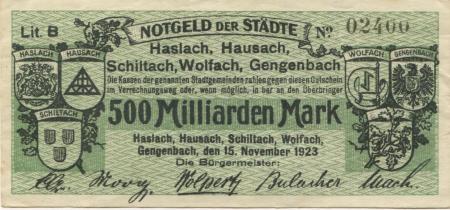 Lit. B
NOTGELD DER STÄDTE
No 02400
Haslach, Hausach,
Schiltach, Wolfach, Gengenbach
HASLACH
HAUSACH
WOLFACH
GENGENBACH
Die Kassen der genannten Stadtgemeinden zahlen gegen diesen Gutschein
im Verrechnungsweg oder, wenn möglich, in bar an den Überbringer
SCHILTACH
500 Milliarden Mark
Haslach, Hausach, Schiltach, Wolfach,
Gengenbach, den 15. November 1923
Die Bürgermeister:
Moog Wolpert